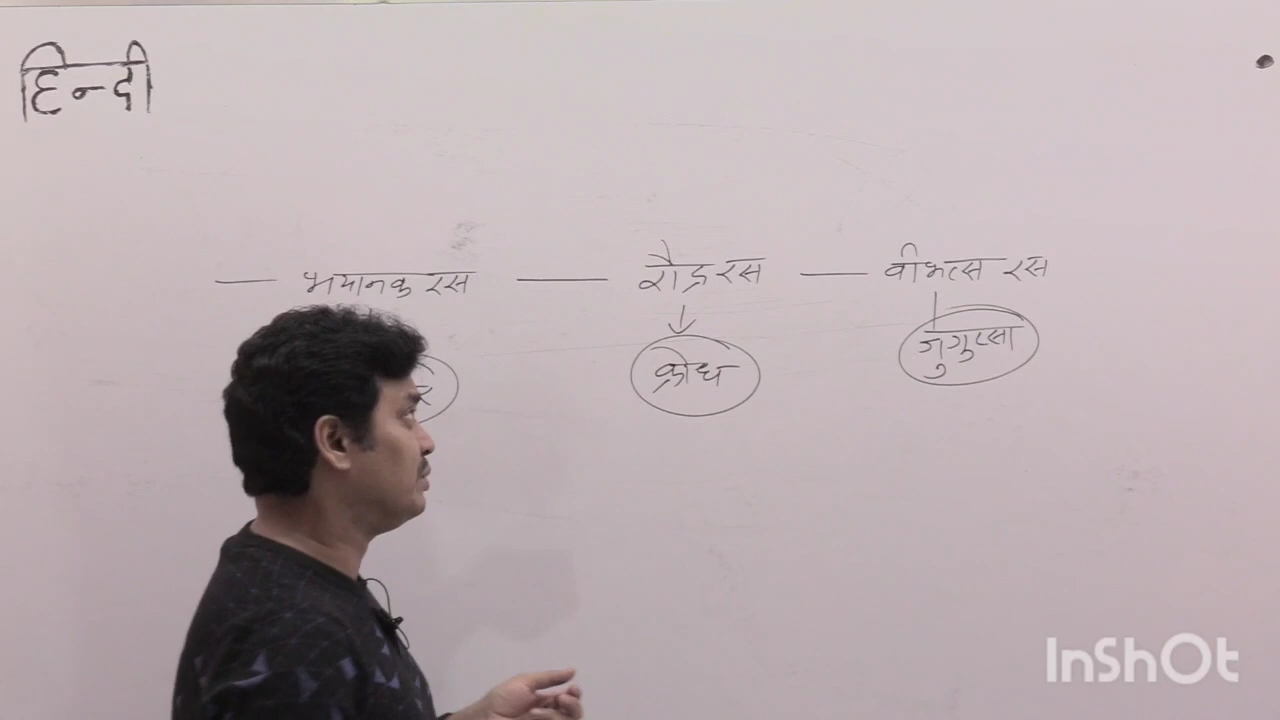 हिन्दी
— भयानक रस — रौद्र रस — वीभत्स रस
क्रोध जुगुत्सा
InShOt